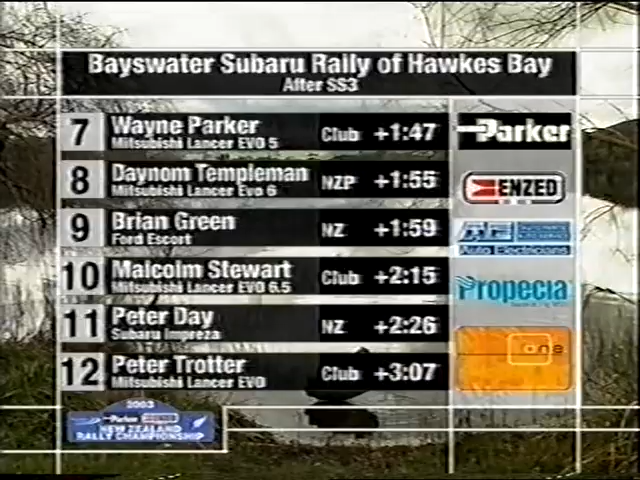 Bayswater Subaru Rally of Hawkes Bay
After SS3
7 Wayne Parker Club +1:47
Mitsubishi Lancer EVO 5
8 Daynom Templeman NZP +1:55
Mitsubishi Lancer Evo 6
9 Brian Green NZ +1:59
Ford Escort
10 Malcolm Stewart Club +2:15
Mitsubishi Lancer EVO 6.5
11 Peter Day NZ +2:26
Subaru Impreza
12 Peter Trotter Club +3:07
Mitsubishi Lancer EVO
Parker
ENZED
Auto Electricians
Propecia
one
2003
Parker ENZED
NEW ZEALAND
RALLY CHAMPIONSHIP